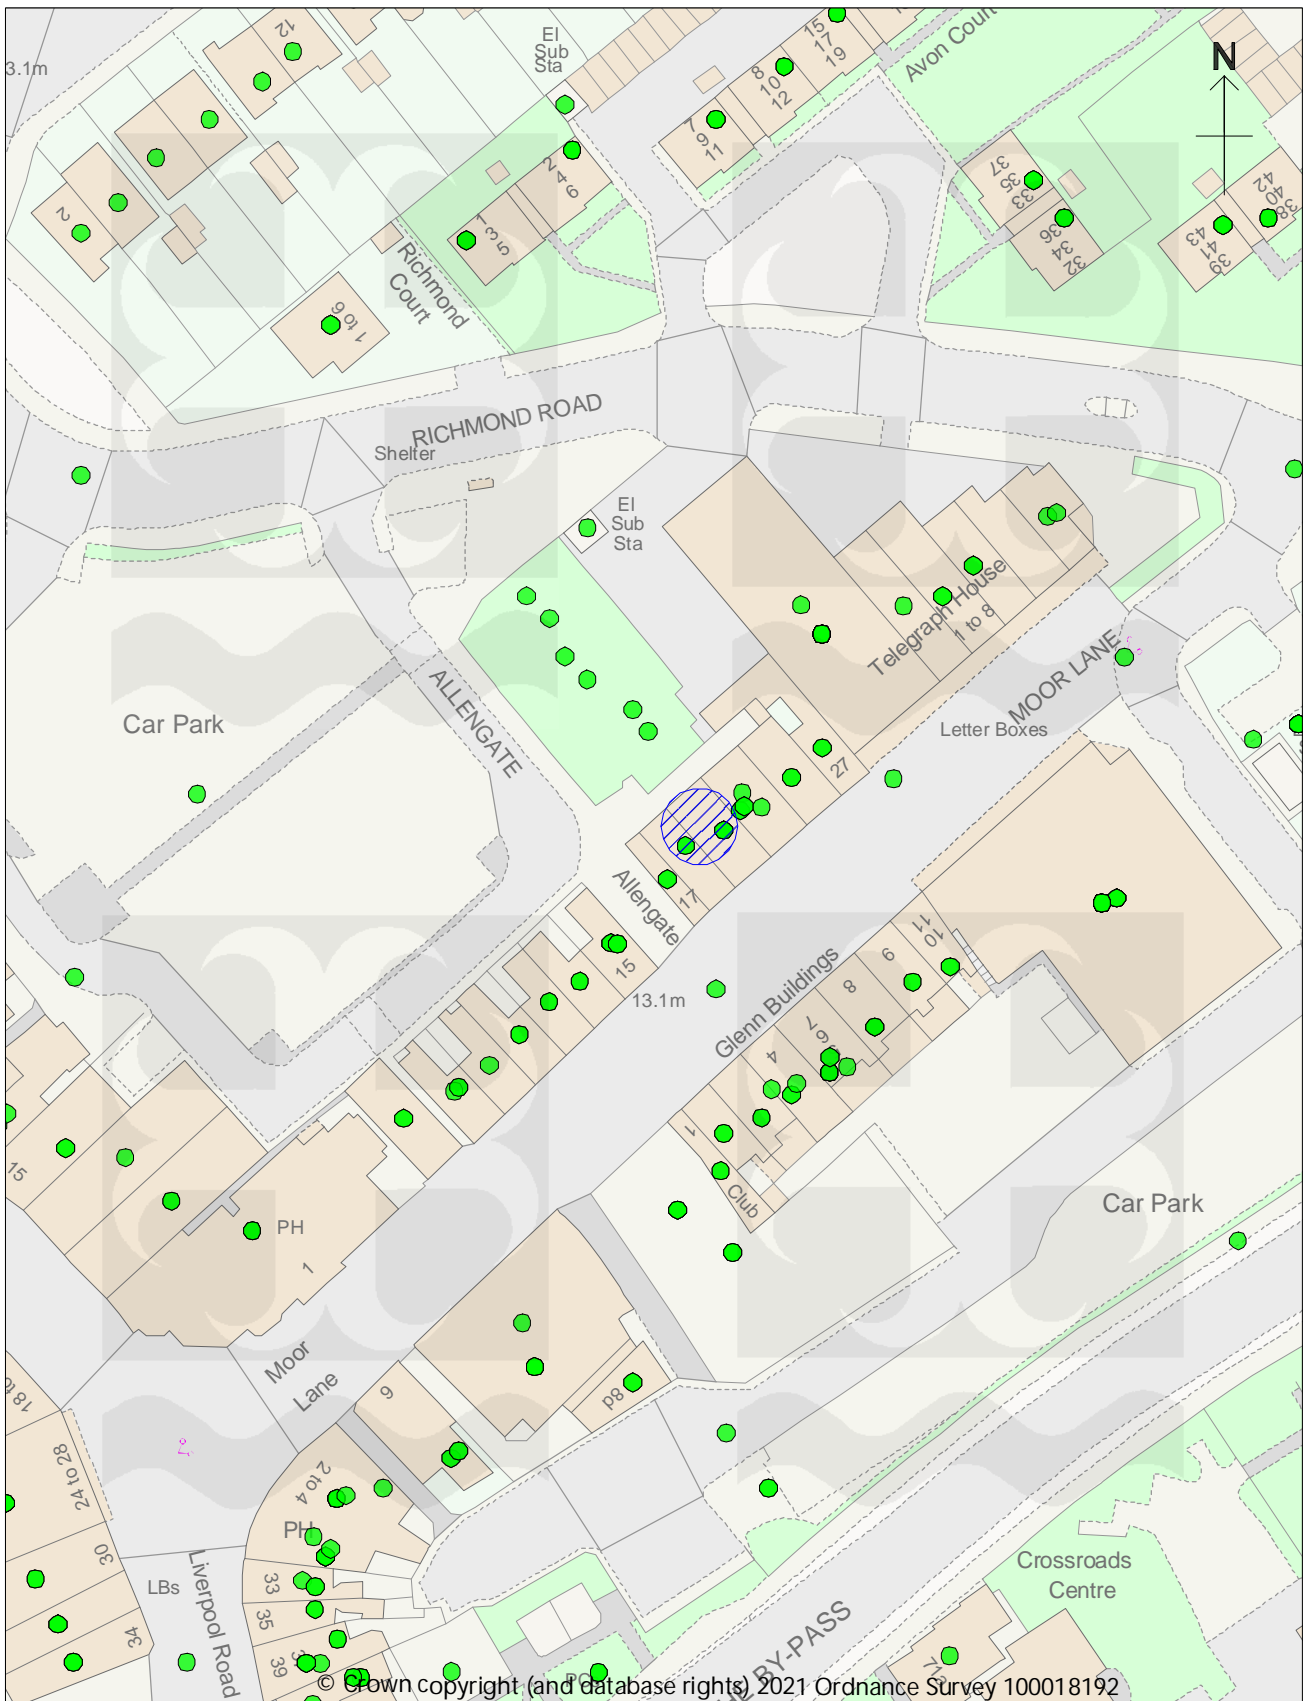 3.1m
12
El
Sub
Sta
15
17
19
Avon Court
N
8
10
12
7
9
11
2
4
6
1
3
5
37
35
33
36
34
32
42
40
38
43
41
39
2
Richmond
Court
1 to 6
RICHMOND ROAD
Shelter
El
Sub
Sta
Telegraph House
1 to 8
MOOR LANE
Letter Boxes
ALLENGATE
Car Park
27
17
Allengate
15
13.1m
Glenn Buildings
11
10
9
8
7
6
4
1
Club
Car Park
15
PH
1
Moor
Lane
9
8d
18 to
24 to 28
30
34
2 to 4
PH
33
35
39
LBs
Liverpool Road
BY-PASS
Crossroads
Centre
© Crown copyright (and database rights) 2021 Ordnance Survey 100018192